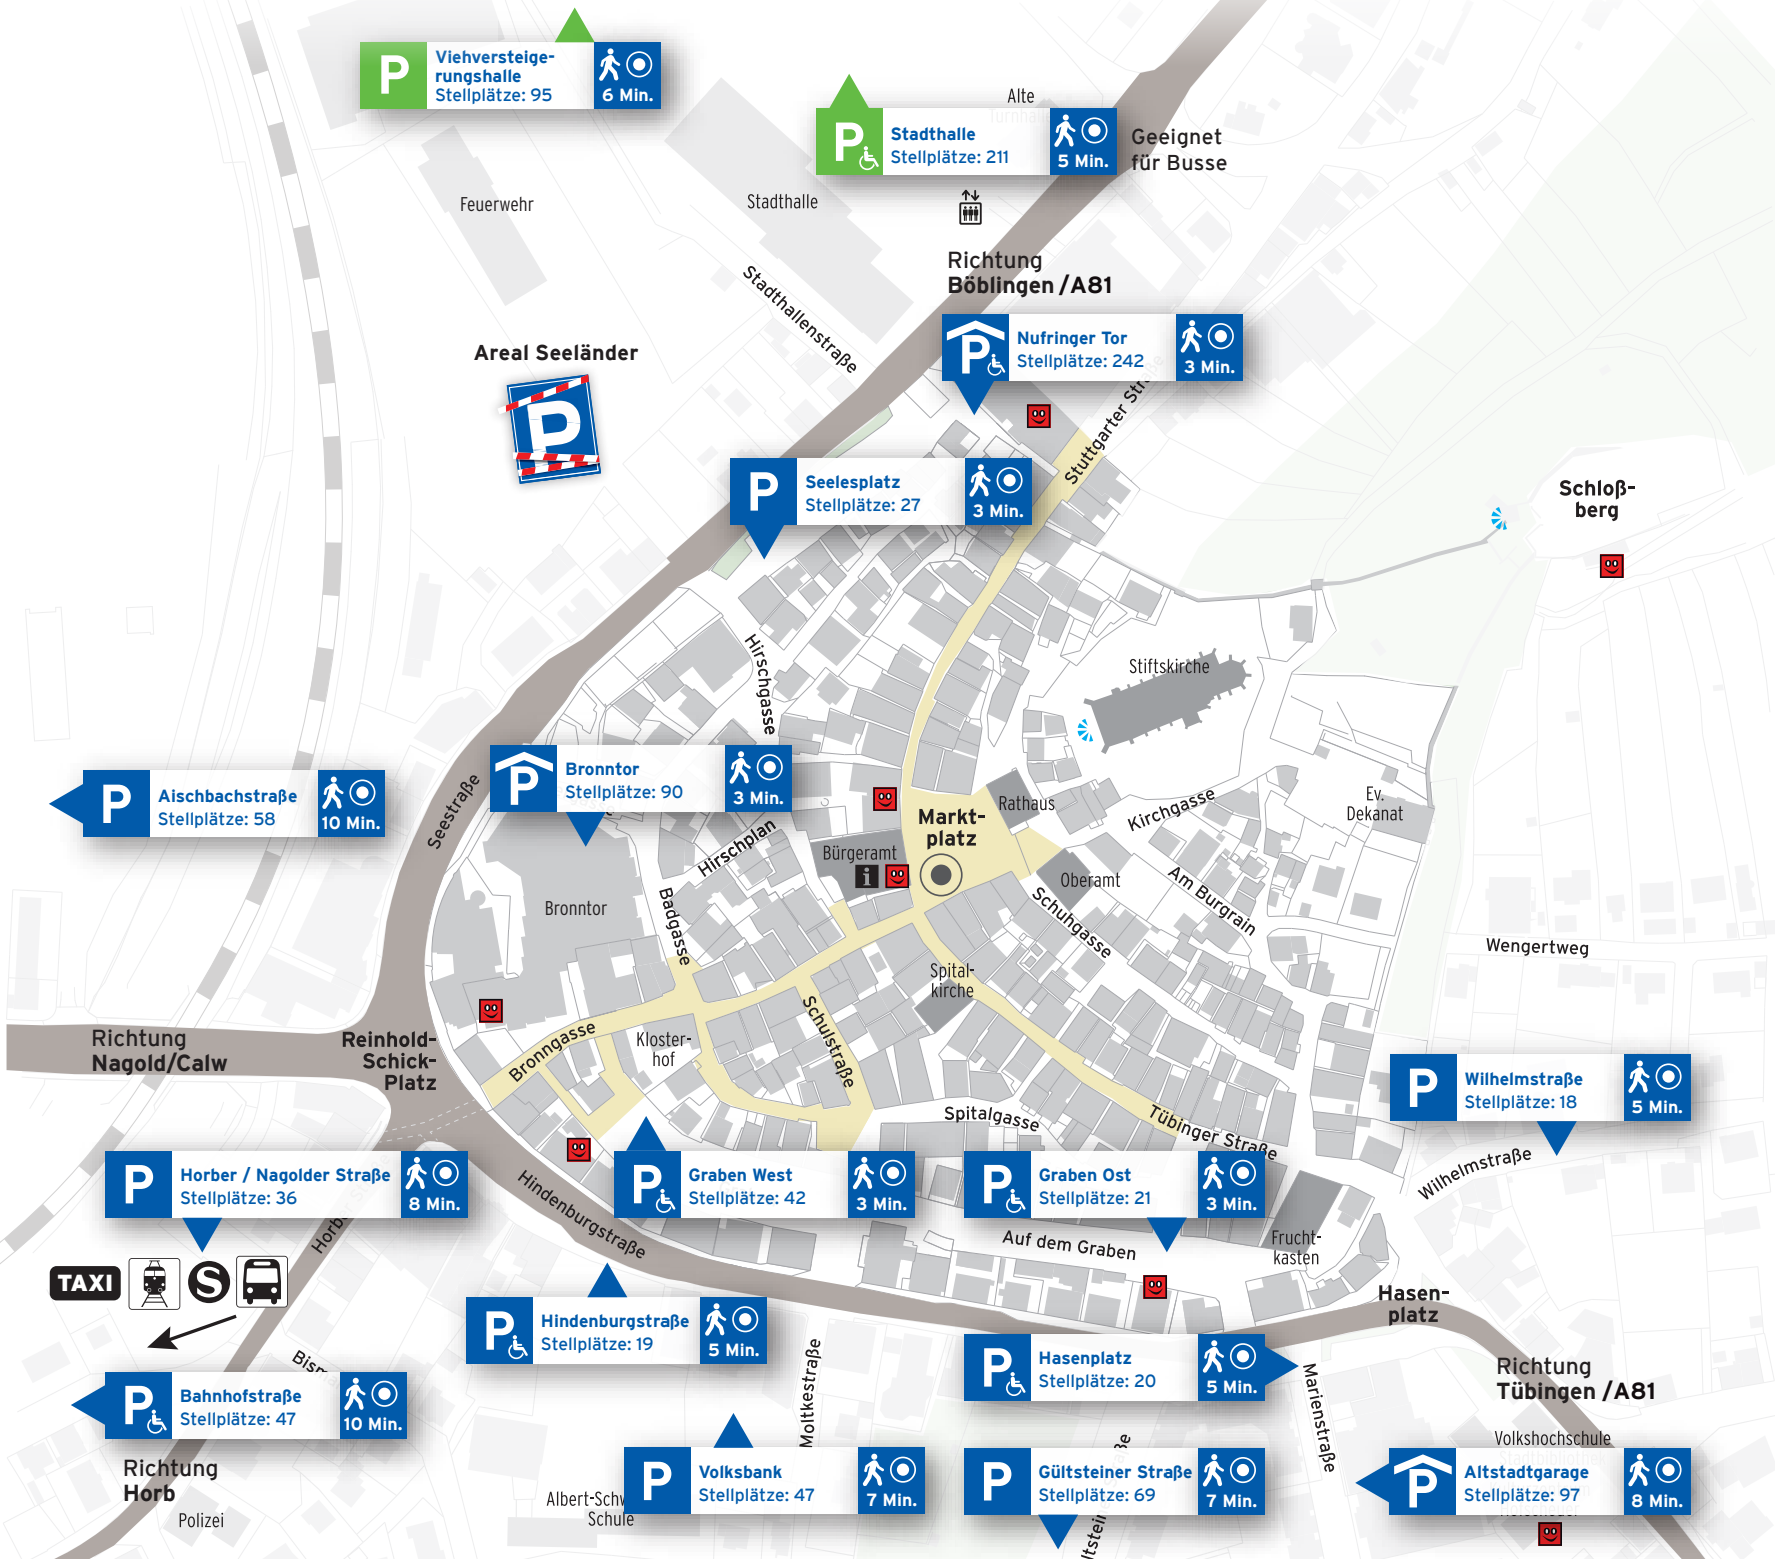 P
Viehversteige-
rungshalle
Stellplätze: 95
6 Min.
Alte
P
Stadthalle
Stellplätze: 211
5 Min.
Geeignet
für Busse
Feuerwehr
Stadthalle
Stadthallenstraße
Richtung
Böblingen /A81
P
Nufringer Tor
Stellplätze: 242
3 Min.
Areal Seeländer
P
Stuttgarter
P
Seelesplatz
Stellplätze: 27
3 Min.
Schloß-
berg
Hirschgasse
Stiftskirche
P
Aischbachstraße
Stellplätze: 58
10 Min.
Seestraße
P
Bronntor
Stellplätze: 90
3 Min.
Hirschplan
Markt-
platz
Rathaus
Kirchgasse
Ev.
Dekanat
Bürgeramt
i
Oberamt
Am Burgrain
Schuhgasse
Bronntor
Badgasse
Wengertweg
Spital-
kirche
Schulstraße
Richtung
Nagold/Calw
Reinhold-
Schick-
Platz
Bronngasse
Kloster-
hof
P
Wilhelmstraße
Stellplätze: 18
5 Min.
Spitalgasse
Tübinger Straße
Wilhelmstraße
P
Horber / Nagolder Straße
Stellplätze: 36
8 Min.
Hindenburgstraße
P
Graben West
Stellplätze: 42
3 Min.
P
Graben Ost
Stellplätze: 21
3 Min.
Auf dem Graben
Frucht-
kasten
TAXI
S
Hasen-
platz
P
Hindenburgstraße
Stellplätze: 19
5 Min.
Moltkestraße
P
Hasenplatz
Stellplätze: 20
5 Min.
Marienstraße
Richtung
Tübingen /A81
P
Bahnhofstraße
Stellplätze: 47
10 Min.
Richtung
Horb
Polizei
Albert-Schw
Schule
P
Volksbank
Stellplätze: 47
7 Min.
P
Gültsteiner Straße
Stellplätze: 69
7 Min.
Volkshochschule
P
Altstadtgarage
Stellplätze: 97
8 Min.